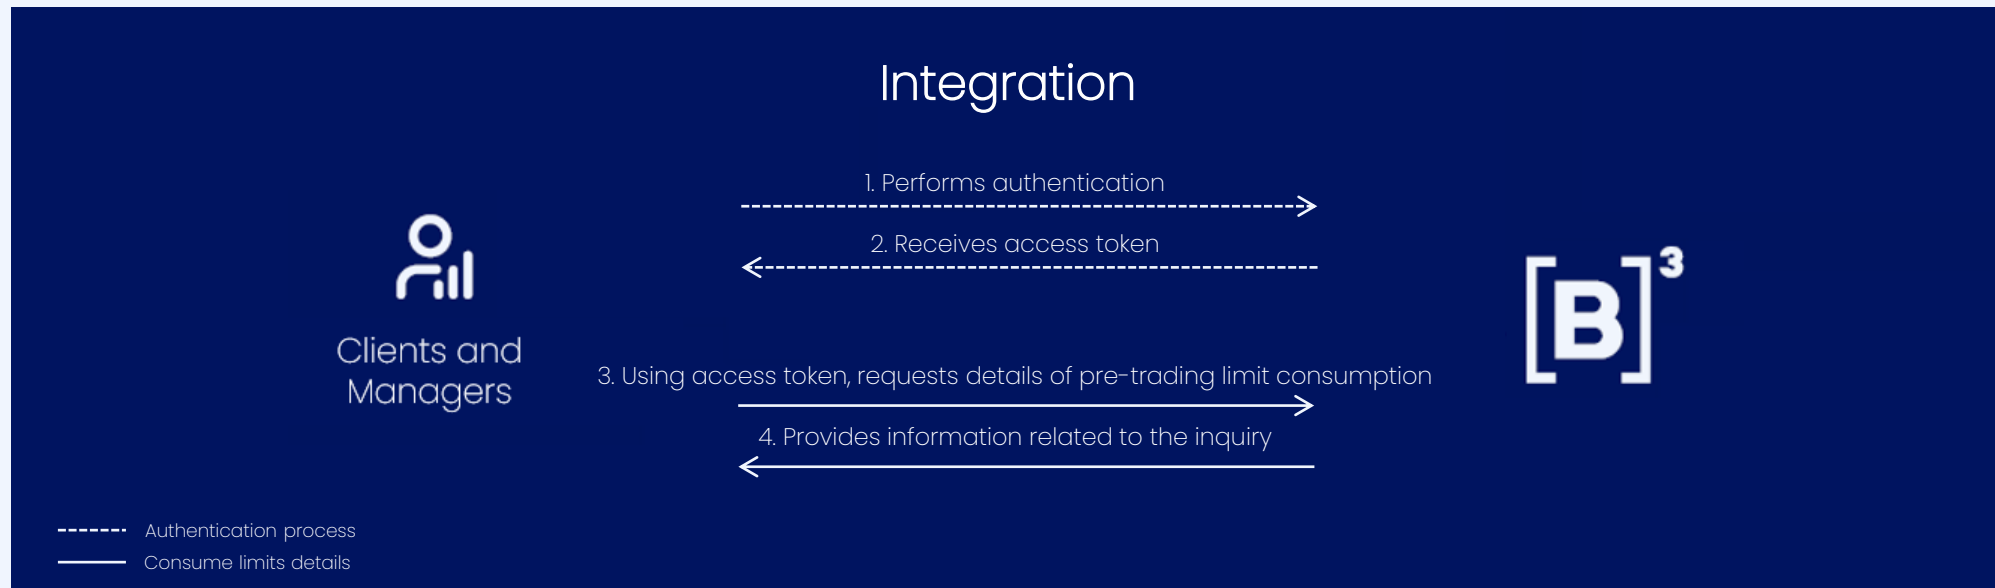 Integration
1. Performs authentication
2. Receives access token
Clients and
Managers
[B]³
3. Using access token, requests details of pre-trading limit consumption
4. Provides information related to the inquiry
Authentication process
Consume limits details